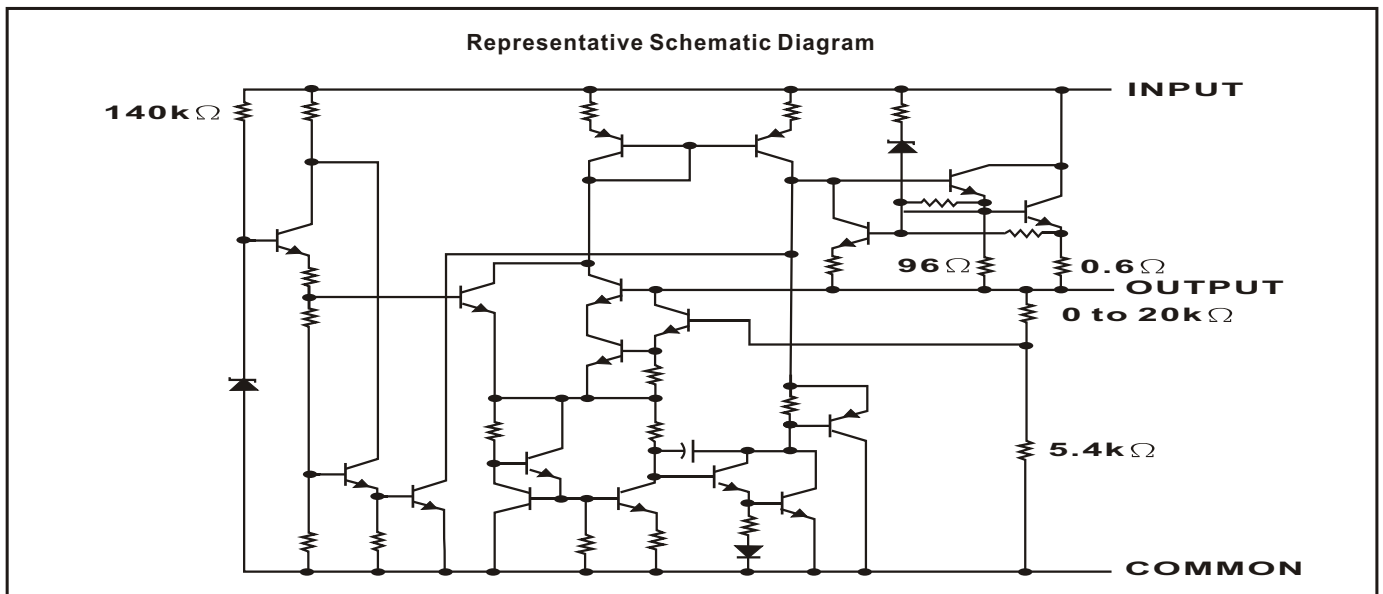 Representative Schematic Diagram
INPUT
140kΩ
96Ω
0.6Ω
OUTPUT
0 to 20kΩ
5.4kΩ
COMMON